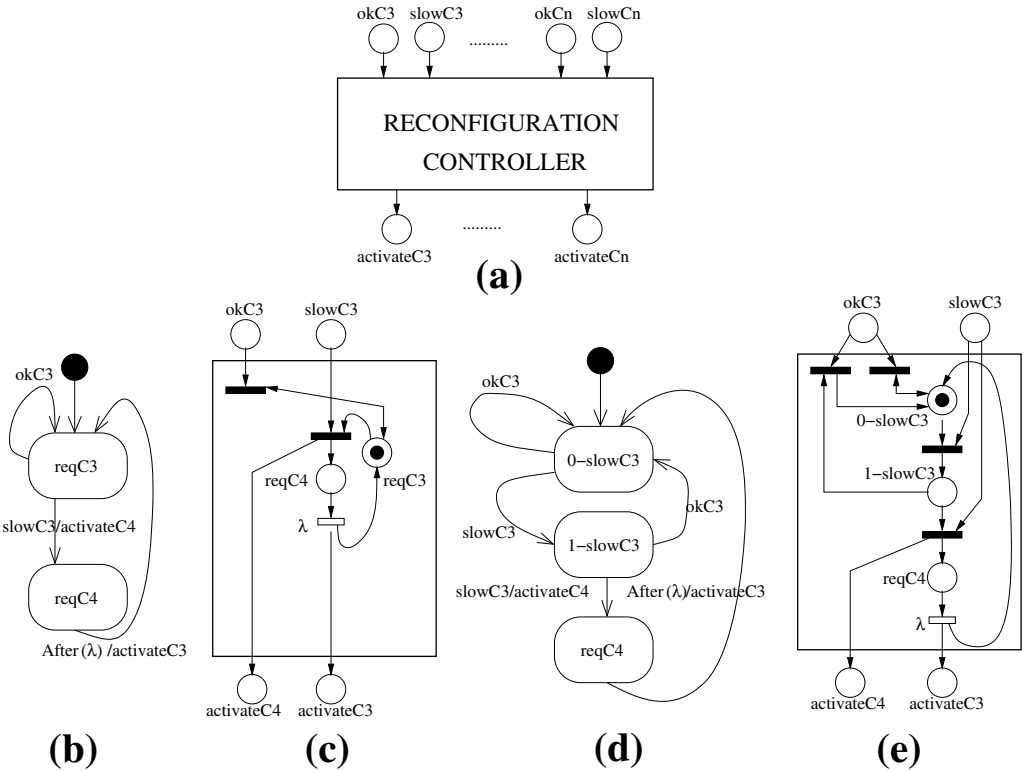 okC3 slowC3 okCn slowCn
.........
RECONFIGURATION
CONTROLLER
.........
activateC3 activateCn
(a)
okC3
reqC3
slowC3/activateC4
reqC4
After (λ) /activateC3
(b)
okC3 slowC3
reqC4 reqC3
λ
activateC4 activateC3
(c)
okC3
0−slowC3
slowC3
okC3
1−slowC3
slowC3/activateC4 After (λ)/activateC3
reqC4
(d)
okC3 slowC3
0−slowC3
1−slowC3
reqC4
λ
activateC4 activateC3
(e)